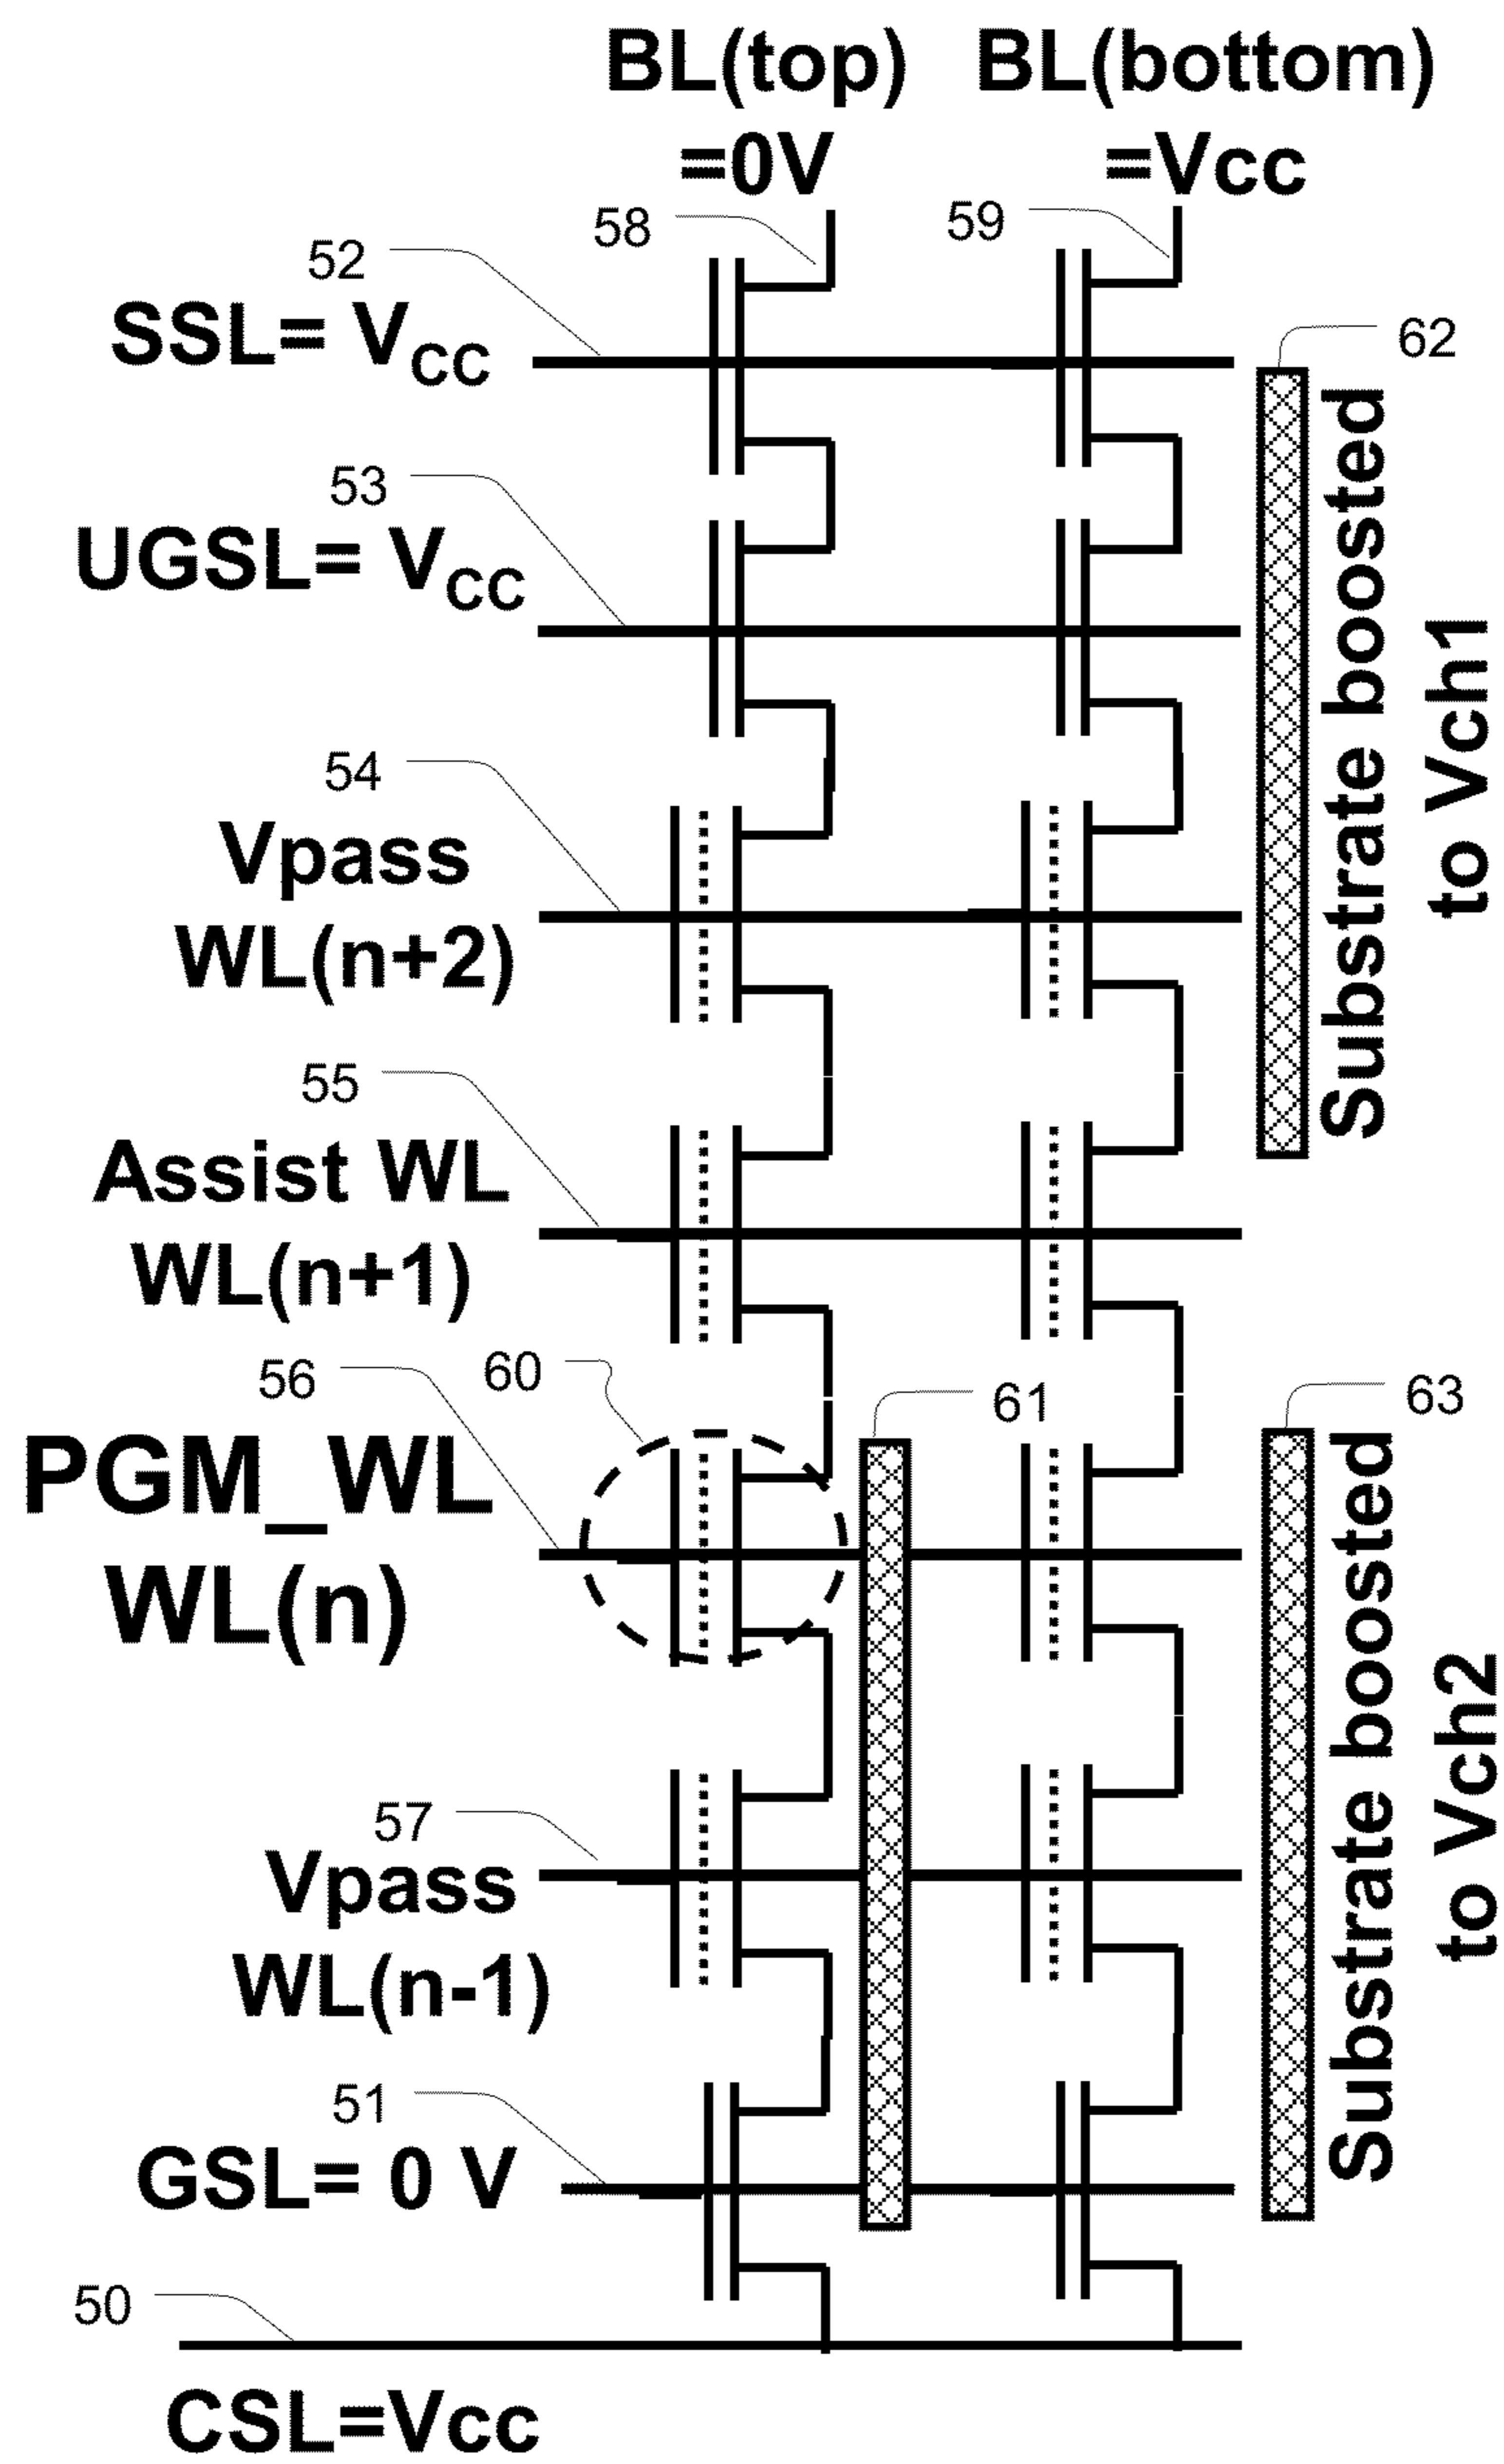 BL(top) BL(bottom)
=0V =Vcc
58 59
52
SSL= VCC
62
53
UGSL= VCC
Substrate boosted
to Vch1
54
Vpass
WL(n+2)
55
Assist WL
WL(n+1)
56 60 61 63
PGM_WL
WL(n)
Substrate boosted
to Vch2
57
Vpass
WL(n-1)
51
GSL= 0 V
50
CSL=Vcc